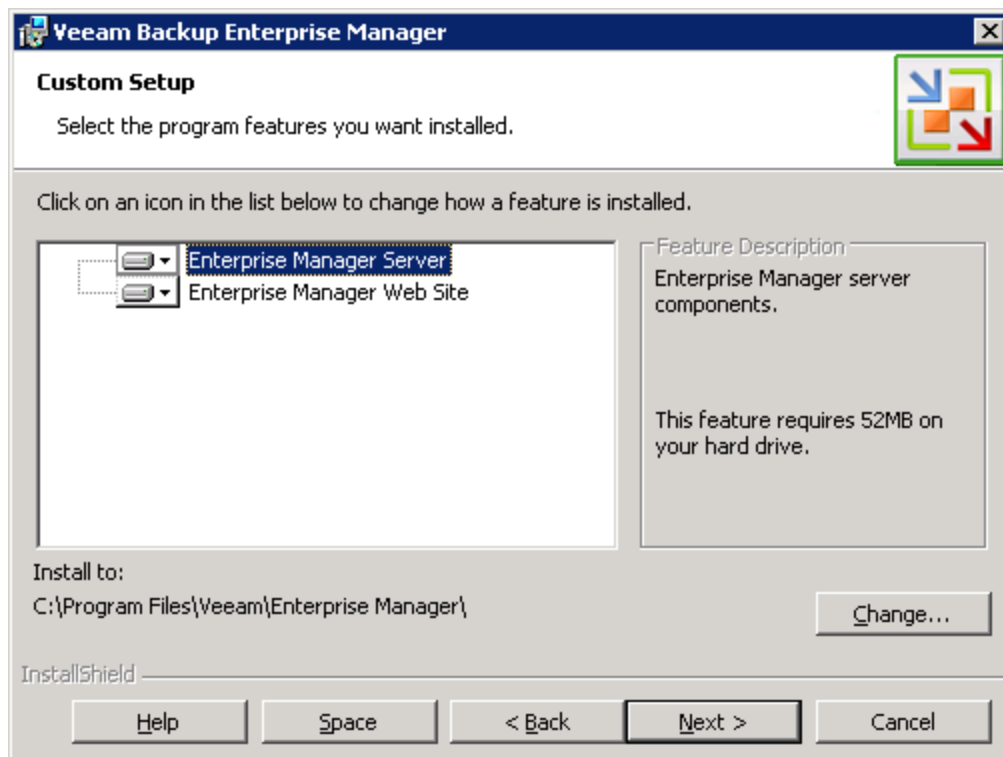 Veeam Backup Enterprise Manager
Custom Setup
Select the program features you want installed.
Click on an icon in the list below to change how a feature is installed.
Enterprise Manager Server
Enterprise Manager Web Site
Feature Description
Enterprise Manager server
components.
This feature requires 52MB on
your hard drive.
Install to:
C:\Program Files\Veeam\Enterprise Manager\
Change...
InstallShield
Help
Space
< Back
Next >
Cancel